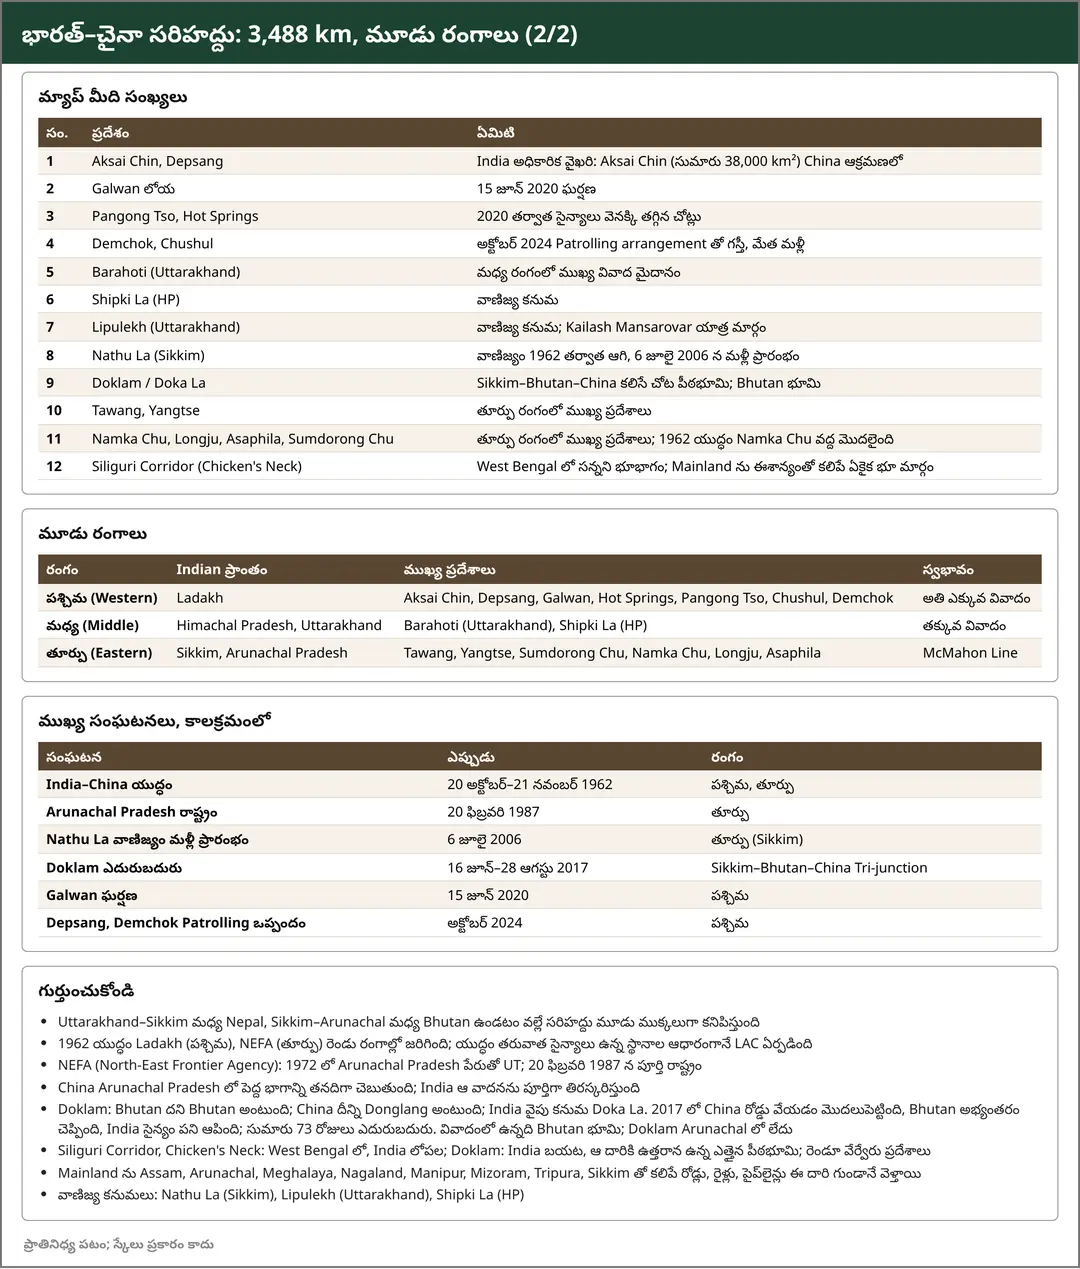 భారత్–చైనా సరిహద్దు: 3,488 km, మూడు రంగాలు (2/2)
మ్యాప్ మీది సంఖ్యలు
సం. ప్రదేశం ఏమిటి
1 Aksai Chin, Depsang India అధికారిక వైఖరి: Aksai Chin (సుమారు 38,000 km²) China ఆక్రమణలో
2 Galwan లోయ 15 జూన్ 2020 ఘర్షణ
3 Pangong Tso, Hot Springs 2020 తర్వాత సైన్యాలు వెనక్కి తగ్గిన చోట్లు
4 Demchok, Chushul అక్టోబర్ 2024 Patrolling arrangement తో గస్తీ, మేత మళ్లీ
5 Barahoti (Uttarakhand) మధ్య రంగంలో ముఖ్య వివాద మైదానం
6 Shipki La (HP) వాణిజ్య కనుమ
7 Lipulekh (Uttarakhand) వాణిజ్య కనుమ; Kailash Mansarovar యాత్ర మార్గం
8 Nathu La (Sikkim) వాణిజ్యం 1962 తర్వాత ఆగి, 6 జూలై 2006 న మళ్లీ ప్రారంభం
9 Doklam / Doka La Sikkim–Bhutan–China కలిసే చోట పీఠభూమి; Bhutan భూమి
10 Tawang, Yangtse తూర్పు రంగంలో ముఖ్య ప్రదేశాలు
11 Namka Chu, Longju, Asaphila, Sumdorong Chu తూర్పు రంగంలో ముఖ్య ప్రదేశాలు; 1962 యుద్ధం Namka Chu వద్ద మొదలైంది
12 Siliguri Corridor (Chicken's Neck) West Bengal లో సన్నని భూభాగం; Mainland ను ఈశాన్యంతో కలిపే ఏకైక భూ మార్గం
మూడు రంగాలు
రంగం Indian ప్రాంతం ముఖ్య ప్రదేశాలు స్వభావం
పశ్చిమ (Western) Ladakh Aksai Chin, Depsang, Galwan, Hot Springs, Pangong Tso, Chushul, Demchok అతి ఎక్కువ వివాదం
మధ్య (Middle) Himachal Pradesh, Uttarakhand Barahoti (Uttarakhand), Shipki La (HP) తక్కువ వివాదం
తూర్పు (Eastern) Sikkim, Arunachal Pradesh Tawang, Yangtse, Sumdorong Chu, Namka Chu, Longju, Asaphila McMahon Line
ముఖ్య సంఘటనలు, కాలక్రమంలో
సంఘటన ఎప్పుడు రంగం
India–China యుద్ధం 20 అక్టోబర్–21 నవంబర్ 1962 పశ్చిమ, తూర్పు
Arunachal Pradesh రాష్ట్రం 20 ఫిబ్రవరి 1987 తూర్పు
Nathu La వాణిజ్యం మళ్లీ ప్రారంభం 6 జూలై 2006 తూర్పు (Sikkim)
Doklam ఎదురుబదురు 16 జూన్–28 ఆగస్టు 2017 Sikkim–Bhutan–China Tri-junction
Galwan ఘర్షణ 15 జూన్ 2020 పశ్చిమ
Depsang, Demchok Patrolling ఒప్పందం అక్టోబర్ 2024 పశ్చిమ
గుర్తుంచుకోండి
• Uttarakhand–Sikkim మధ్య Nepal, Sikkim–Arunachal మధ్య Bhutan ఉండటం వల్లే సరిహద్దు మూడు ముక్కలుగా కనిపిస్తుంది
• 1962 యుద్ధం Ladakh (పశ్చిమ), NEFA (తూర్పు) రెండు రంగాల్లో జరిగింది; యుద్ధం తరువాత సైన్యాలు ఉన్న స్థానాల ఆధారంగానే LAC ఏర్పడింది
• NEFA (North-East Frontier Agency): 1972 లో Arunachal Pradesh పేరుతో UT; 20 ఫిబ్రవరి 1987 న పూర్తి రాష్ట్రం
• China Arunachal Pradesh లో పెద్ద భాగాన్ని తనదిగా చెబుతుంది; India ఆ వాదనను పూర్తిగా తిరస్కరిస్తుంది
• Doklam: Bhutan దని Bhutan అంటుంది; China దీన్ని Donglang అంటుంది; India వైపు కనుమ Doka La. 2017 లో China రోడ్డు వేయడం మొదలుపెట్టింది, Bhutan అభ్యంతరం
చెప్పింది, India సైన్యం పని ఆపింది; సుమారు 73 రోజులు ఎదురుబదురు. వివాదంలో ఉన్నది Bhutan భూమి; Doklam Arunachal లో లేదు
• Siliguri Corridor, Chicken's Neck: West Bengal లో, India లోపల; Doklam: India బయట, ఆ దారికి ఉత్తరాన ఉన్న ఎత్తైన పీఠభూమి; రెండూ వేర్వేరు ప్రదేశాలు
• Mainland ను Assam, Arunachal, Meghalaya, Nagaland, Manipur, Mizoram, Tripura, Sikkim తో కలిపే రోడ్లు, రైళ్లు, పైప్‌లైన్లు ఈ దారి గుండానే వెళ్తాయి
• వాణిజ్య కనుమలు: Nathu La (Sikkim), Lipulekh (Uttarakhand), Shipki La (HP)
ప్రాతినిధ్య పటం; స్కేలు ప్రకారం కాదు